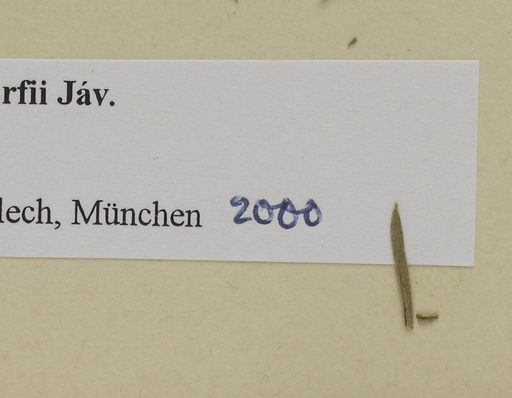 rfii Jáv.
lech, München 2000